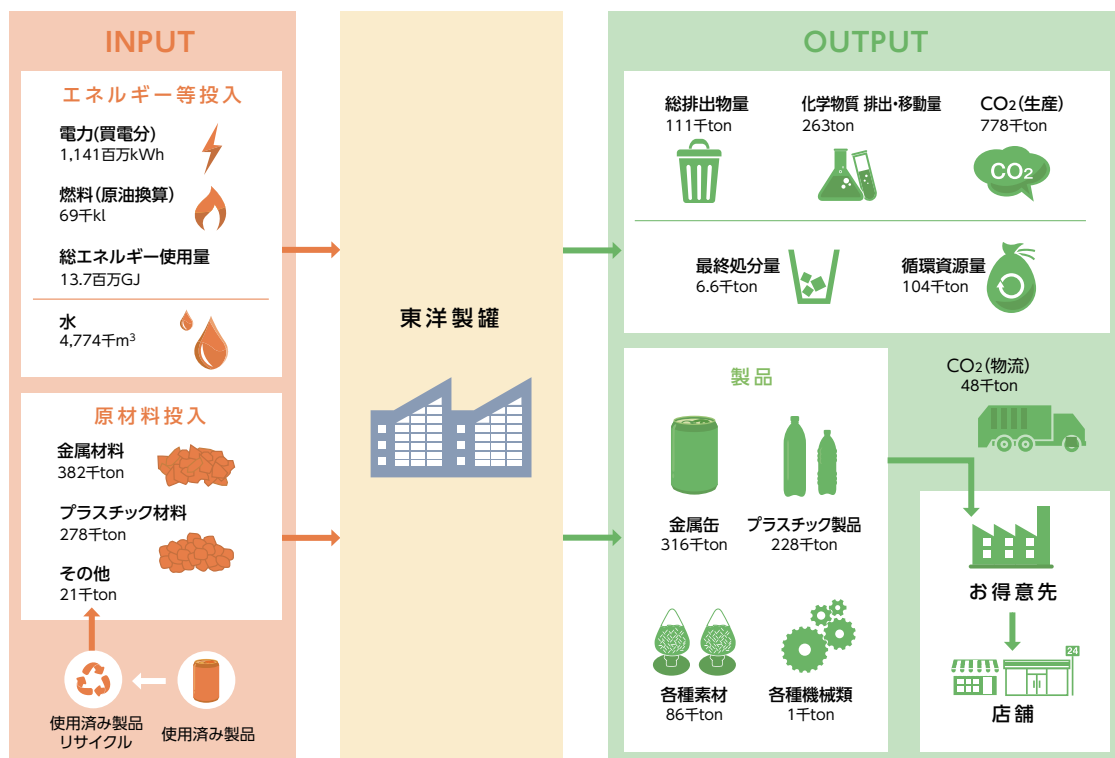 INPUT
エネルギー等投入
電力(買電分)
1,141百万kWh
燃料(原油換算)
69千kl
総エネルギー使用量
13.7百万GJ
水
4,774千m³
原材料投入
金属材料
382千ton
プラスチック材料
278千ton
その他
21千ton
使用済み製品
リサイクル
使用済み製品
東洋製罐
OUTPUT
総排出物量
111千ton
化学物質 排出・移動量
263ton
CO₂(生産)
778千ton
CO₂
最終処分量
6.6千ton
循環資源量
104千ton
製品
金属缶
316千ton
プラスチック製品
228千ton
各種素材
86千ton
各種機械類
1千ton
CO₂(物流)
48千ton
お得意先
24
店舗